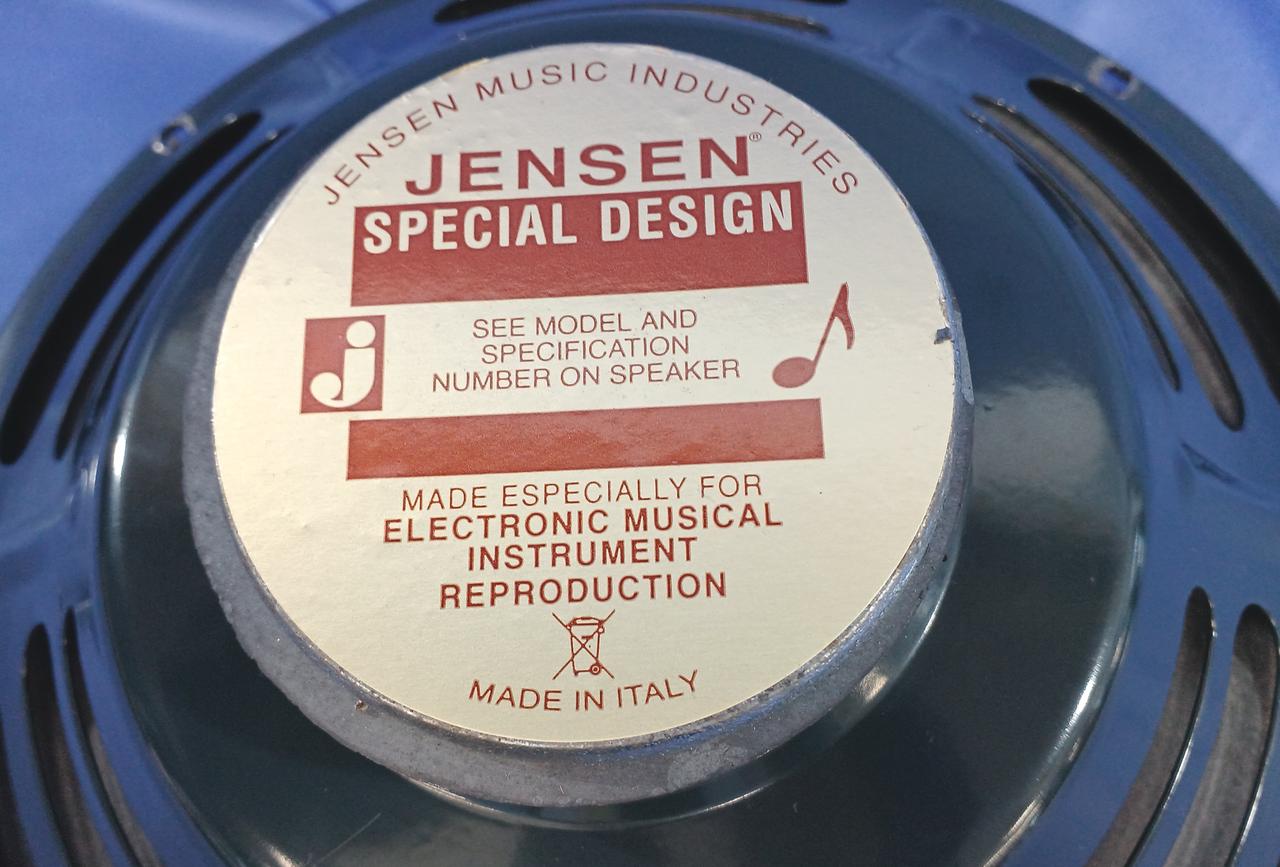 JENSEN MUSIC INDUSTRIES
JENSEN®
SPECIAL DESIGN
j
SEE MODEL AND
SPECIFICATION
NUMBER ON SPEAKER
MADE ESPECIALLY FOR
ELECTRONIC MUSICAL
INSTRUMENT
REPRODUCTION
MADE IN ITALY